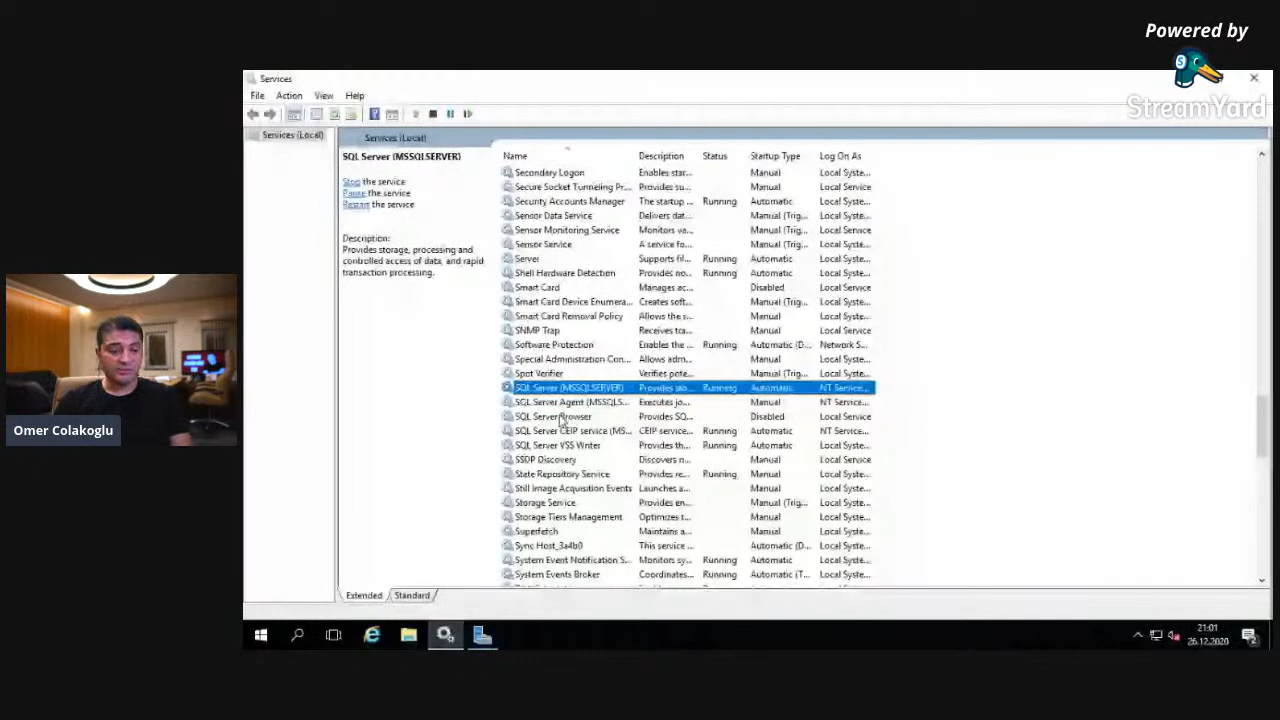 Powered by
StreamYard
Services
File Action View Help
Services (Local)
Services (Local)
SQL Server (MSSQLSERVER)
Stop the service
Pause the service
Restart the service
Description:
Provides storage, processing and
controlled access of data, and rapid
transaction processing.
Name Description Status Startup Type Log On As
Secondary Logon Enables star... Manual Local Syste...
Secure Socket Tunneling Pr... Provides su... Manual Local Service
Security Accounts Manager The startup ... Running Automatic Local Syste...
Sensor Data Service Delivers dat... Manual (Trig... Local Syste...
Sensor Monitoring Service Monitors va... Manual (Trig... Local Service
Sensor Service A service fo... Manual (Trig... Local Syste...
Server Supports fil... Running Automatic Local Syste...
Shell Hardware Detection Provides no... Running Automatic Local Syste...
Smart Card Manages ac... Disabled Local Service
Smart Card Device Enumera... Creates soft... Manual (Trig... Local Syste...
Smart Card Removal Policy Allows the s... Manual Local Syste...
SNMP Trap Receives tra... Manual Local Service
Software Protection Enables the ... Running Automatic (D... Network S...
Special Administration Con... Allows adm... Manual Local Syste...
Spot Verifier Verifies pote... Manual (Trig... Local Syste...
SQL Server (MSSQLSERVER) Provides sto... Running Automatic NT Service...
SQL Server Agent (MSSQLS... Executes jo... Manual NT Service...
SQL Server Browser Provides SQ... Disabled Local Service
SQL Server CEIP service (MS... CEIP service... Running Automatic NT Service...
SQL Server VSS Writer Provides th... Running Automatic Local Syste...
SSDP Discovery Discovers n... Manual Local Service
State Repository Service Provides re... Running Manual Local Syste...
Still Image Acquisition Events Launches a... Manual Local Syste...
Storage Service Provides en... Manual (Trig... Local Syste...
Storage Tiers Management Optimizes t... Manual Local Syste...
Superfetch Maintains a... Manual Local Syste...
Sync Host_3a4b0 This service ... Automatic (D... Local Syste...
System Event Notification S... Monitors sy... Running Automatic Local Syste...
System Events Broker Coordinates... Running Automatic (T... Local Syste...
Extended Standard
21:01
26.12.2020
Omer Colakoglu